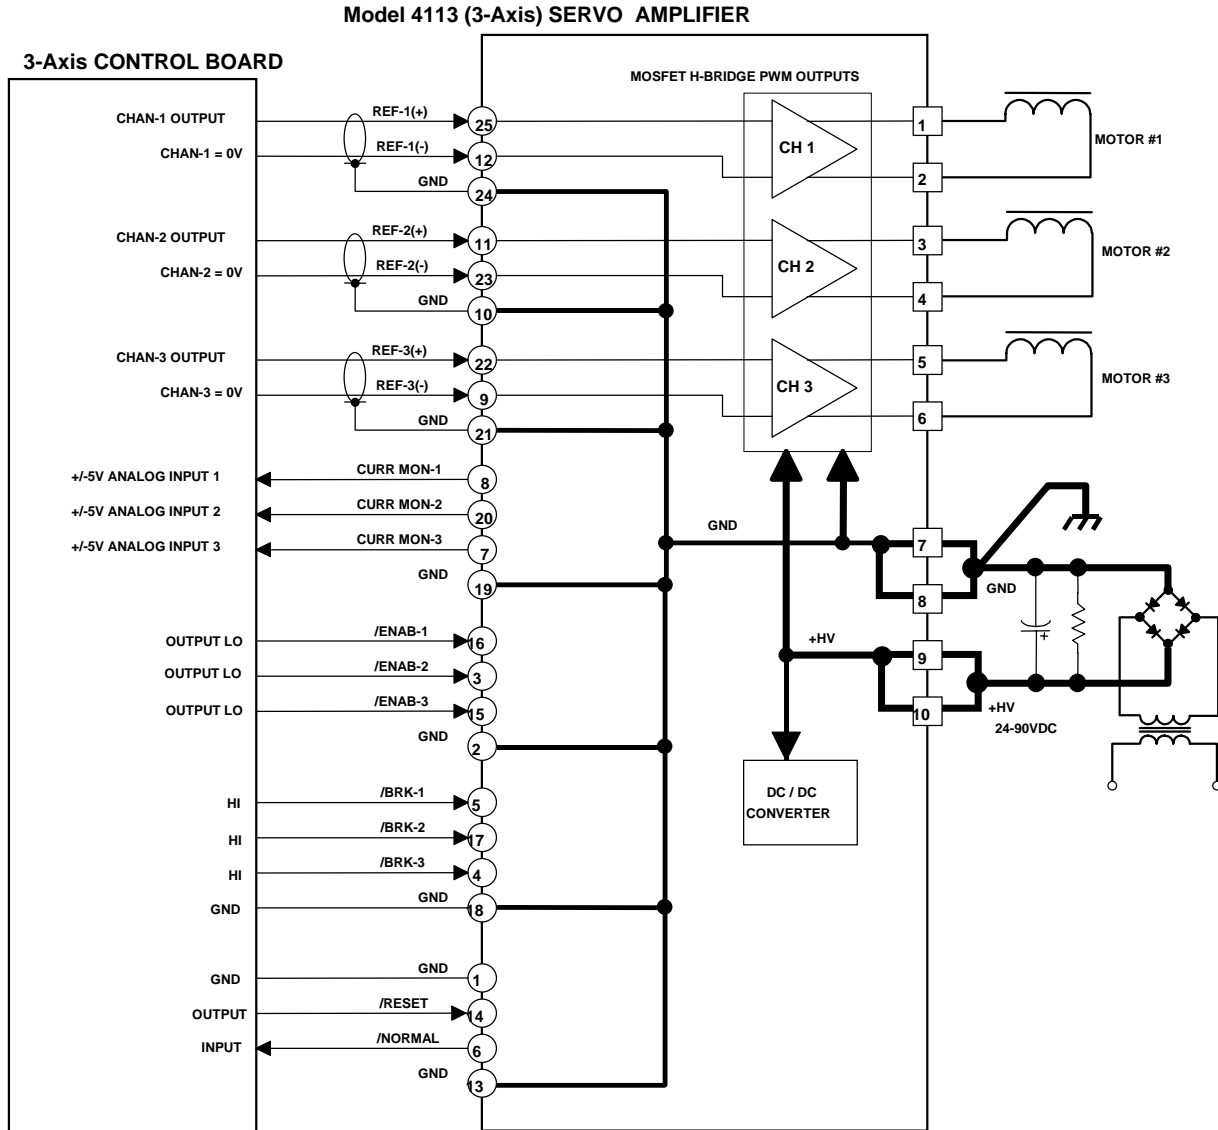 Model 4113 (3-Axis) SERVO AMPLIFIER
3-Axis CONTROL BOARD
MOSFET H-BRIDGE PWM OUTPUTS
CHAN-1 OUTPUT
REF-1(+)
25
1
CHAN-1 = 0V
REF-1(-)
12
CH 1
2
MOTOR #1
GND
24
CHAN-2 OUTPUT
REF-2(+)
11
3
CHAN-2 = 0V
REF-2(-)
23
CH 2
4
MOTOR #2
GND
10
CHAN-3 OUTPUT
REF-3(+)
22
5
CHAN-3 = 0V
REF-3(-)
9
CH 3
6
MOTOR #3
GND
21
+/-5V ANALOG INPUT 1
CURR MON-1
8
+/-5V ANALOG INPUT 2
CURR MON-2
20
+/-5V ANALOG INPUT 3
CURR MON-3
7
GND
7
GND
19
8
GND
OUTPUT LO
/ENAB-1
16
+HV
9
+
OUTPUT LO
/ENAB-2
3
OUTPUT LO
/ENAB-3
15
10
+HV
24-90VDC
GND
2
HI
/BRK-1
5
DC / DC
CONVERTER
HI
/BRK-2
17
HI
/BRK-3
4
GND
GND
18
GND
GND
1
OUTPUT
/RESET
14
INPUT
/NORMAL
6
GND
13